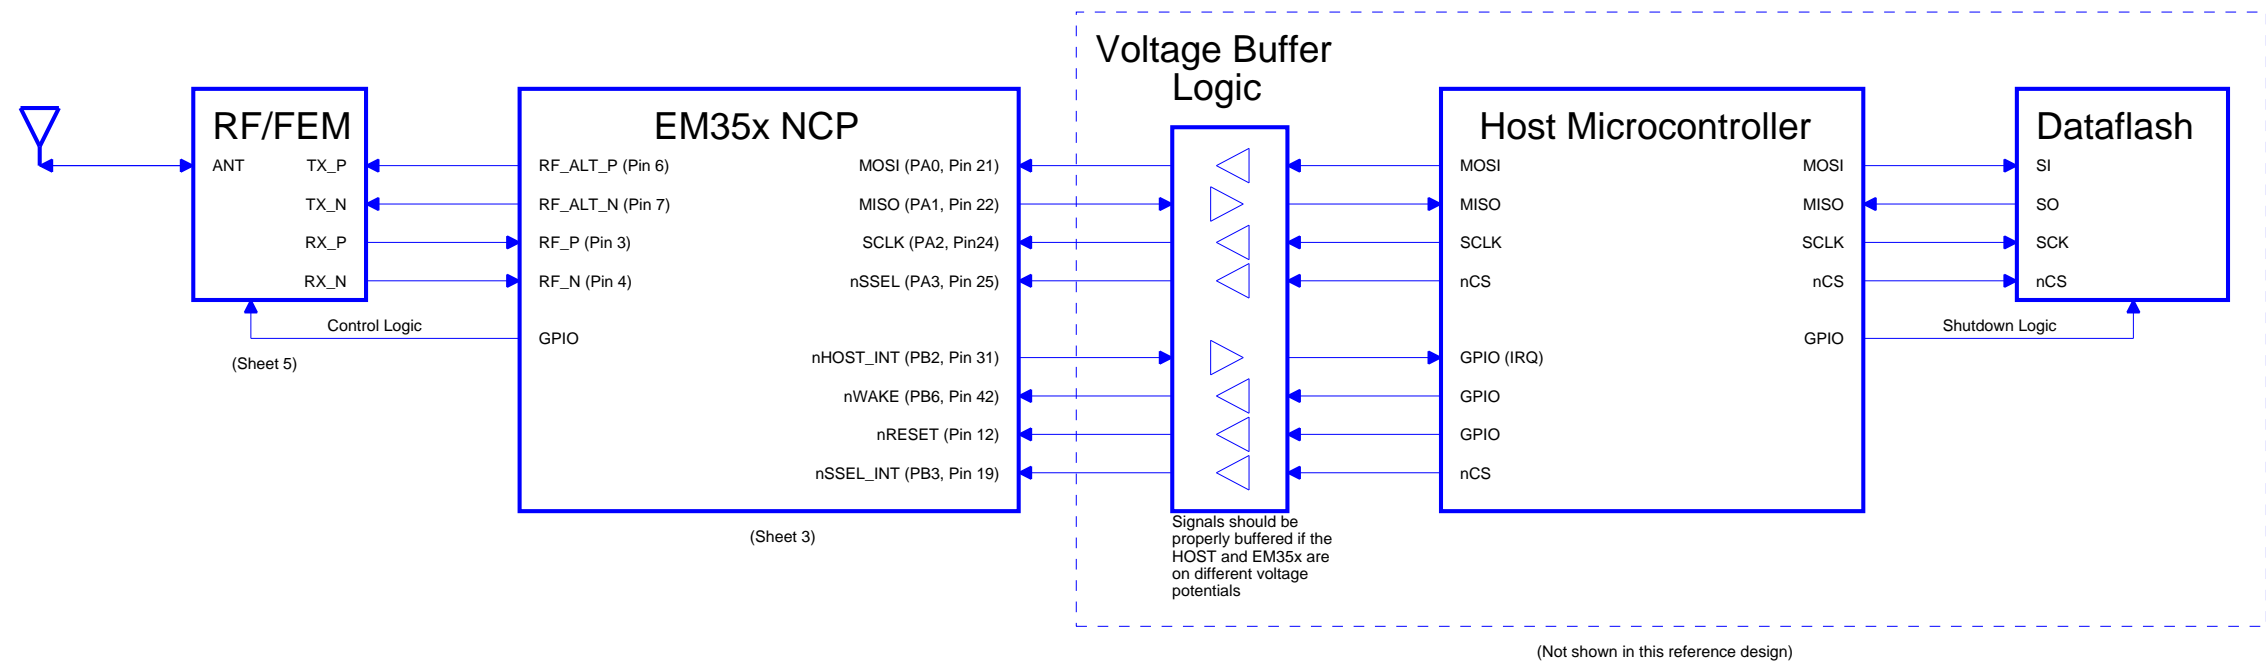 Voltage Buffer
Logic
RF/FEM
ANT
TX_P
TX_N
RX_P
RX_N
Control Logic
(Sheet 5)
EM35x NCP
RF_ALT_P (Pin 6)
RF_ALT_N (Pin 7)
RF_P (Pin 3)
RF_N (Pin 4)
GPIO
MOSI (PA0, Pin 21)
MISO (PA1, Pin 22)
SCLK (PA2, Pin24)
nSSEL (PA3, Pin 25)
nHOST_INT (PB2, Pin 31)
nWAKE (PB6, Pin 42)
nRESET (Pin 12)
nSSEL_INT (PB3, Pin 19)
(Sheet 3)
Signals should be
properly buffered if the
HOST and EM35x are
on different voltage
potentials
Host Microcontroller
MOSI
MISO
SCLK
nCS
GPIO (IRQ)
GPIO
GPIO
nCS
MOSI
MISO
SCLK
nCS
GPIO
Shutdown Logic
Dataflash
SI
SO
SCK
nCS
(Not shown in this reference design)